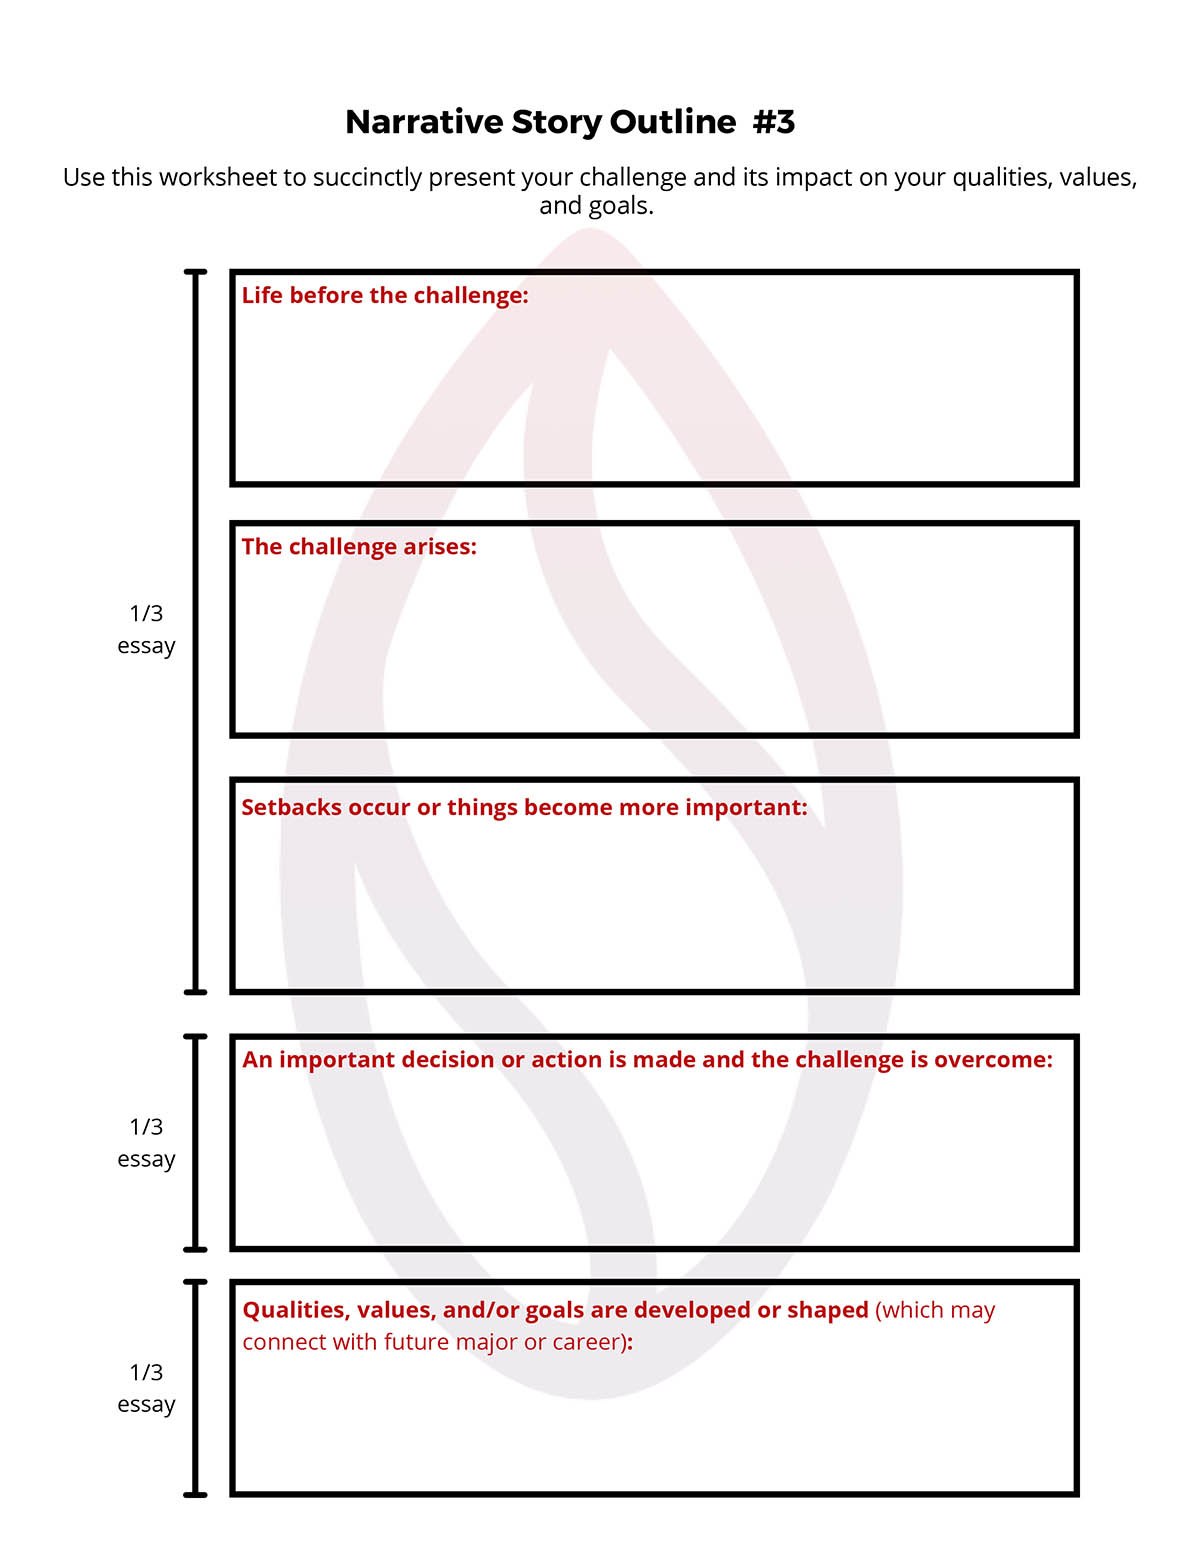 Narrative Story Outline #3
Use this worksheet to succinctly present your challenge and its impact on your qualities, values,
and goals.
Life before the challenge:
The challenge arises:
1/3
essay
Setbacks occur or things become more important:
An important decision or action is made and the challenge is overcome:
1/3
essay
Qualities, values, and/or goals are developed or shaped (which may
connect with future major or career):
1/3
essay